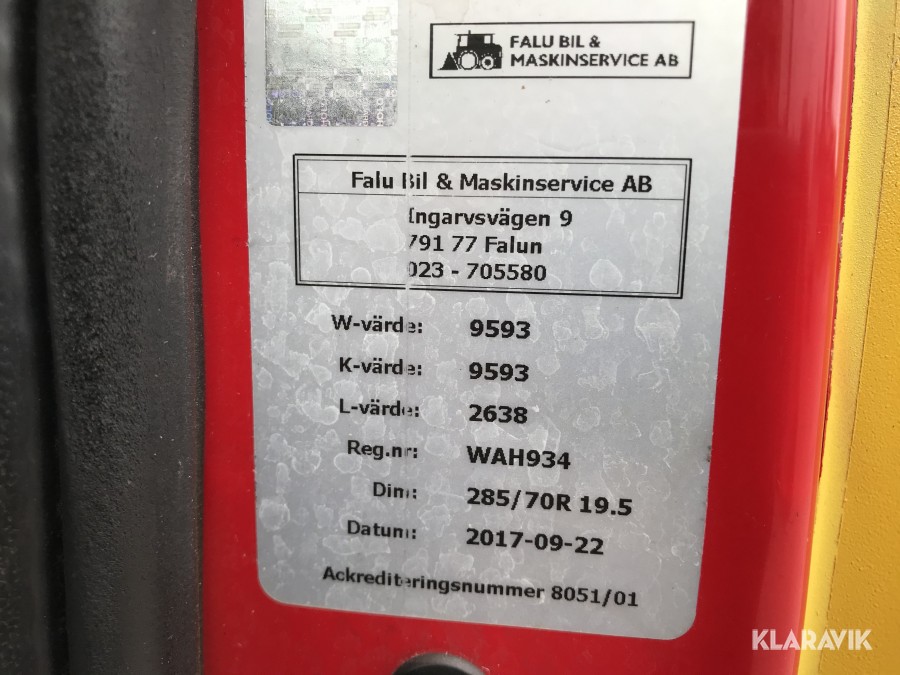 FALU BIL &
MASKINSERVICE AB
Falu Bil & Maskinservice AB
Ingarvsvägen 9
791 77 Falun
023 - 705580
W-värde: 9593
K-värde: 9593
L-värde: 2638
Reg.nr: WAH934
Dim: 285/70R 19.5
Datum: 2017-09-22
Ackrediteringsnummer 8051/01
KLARAVIK